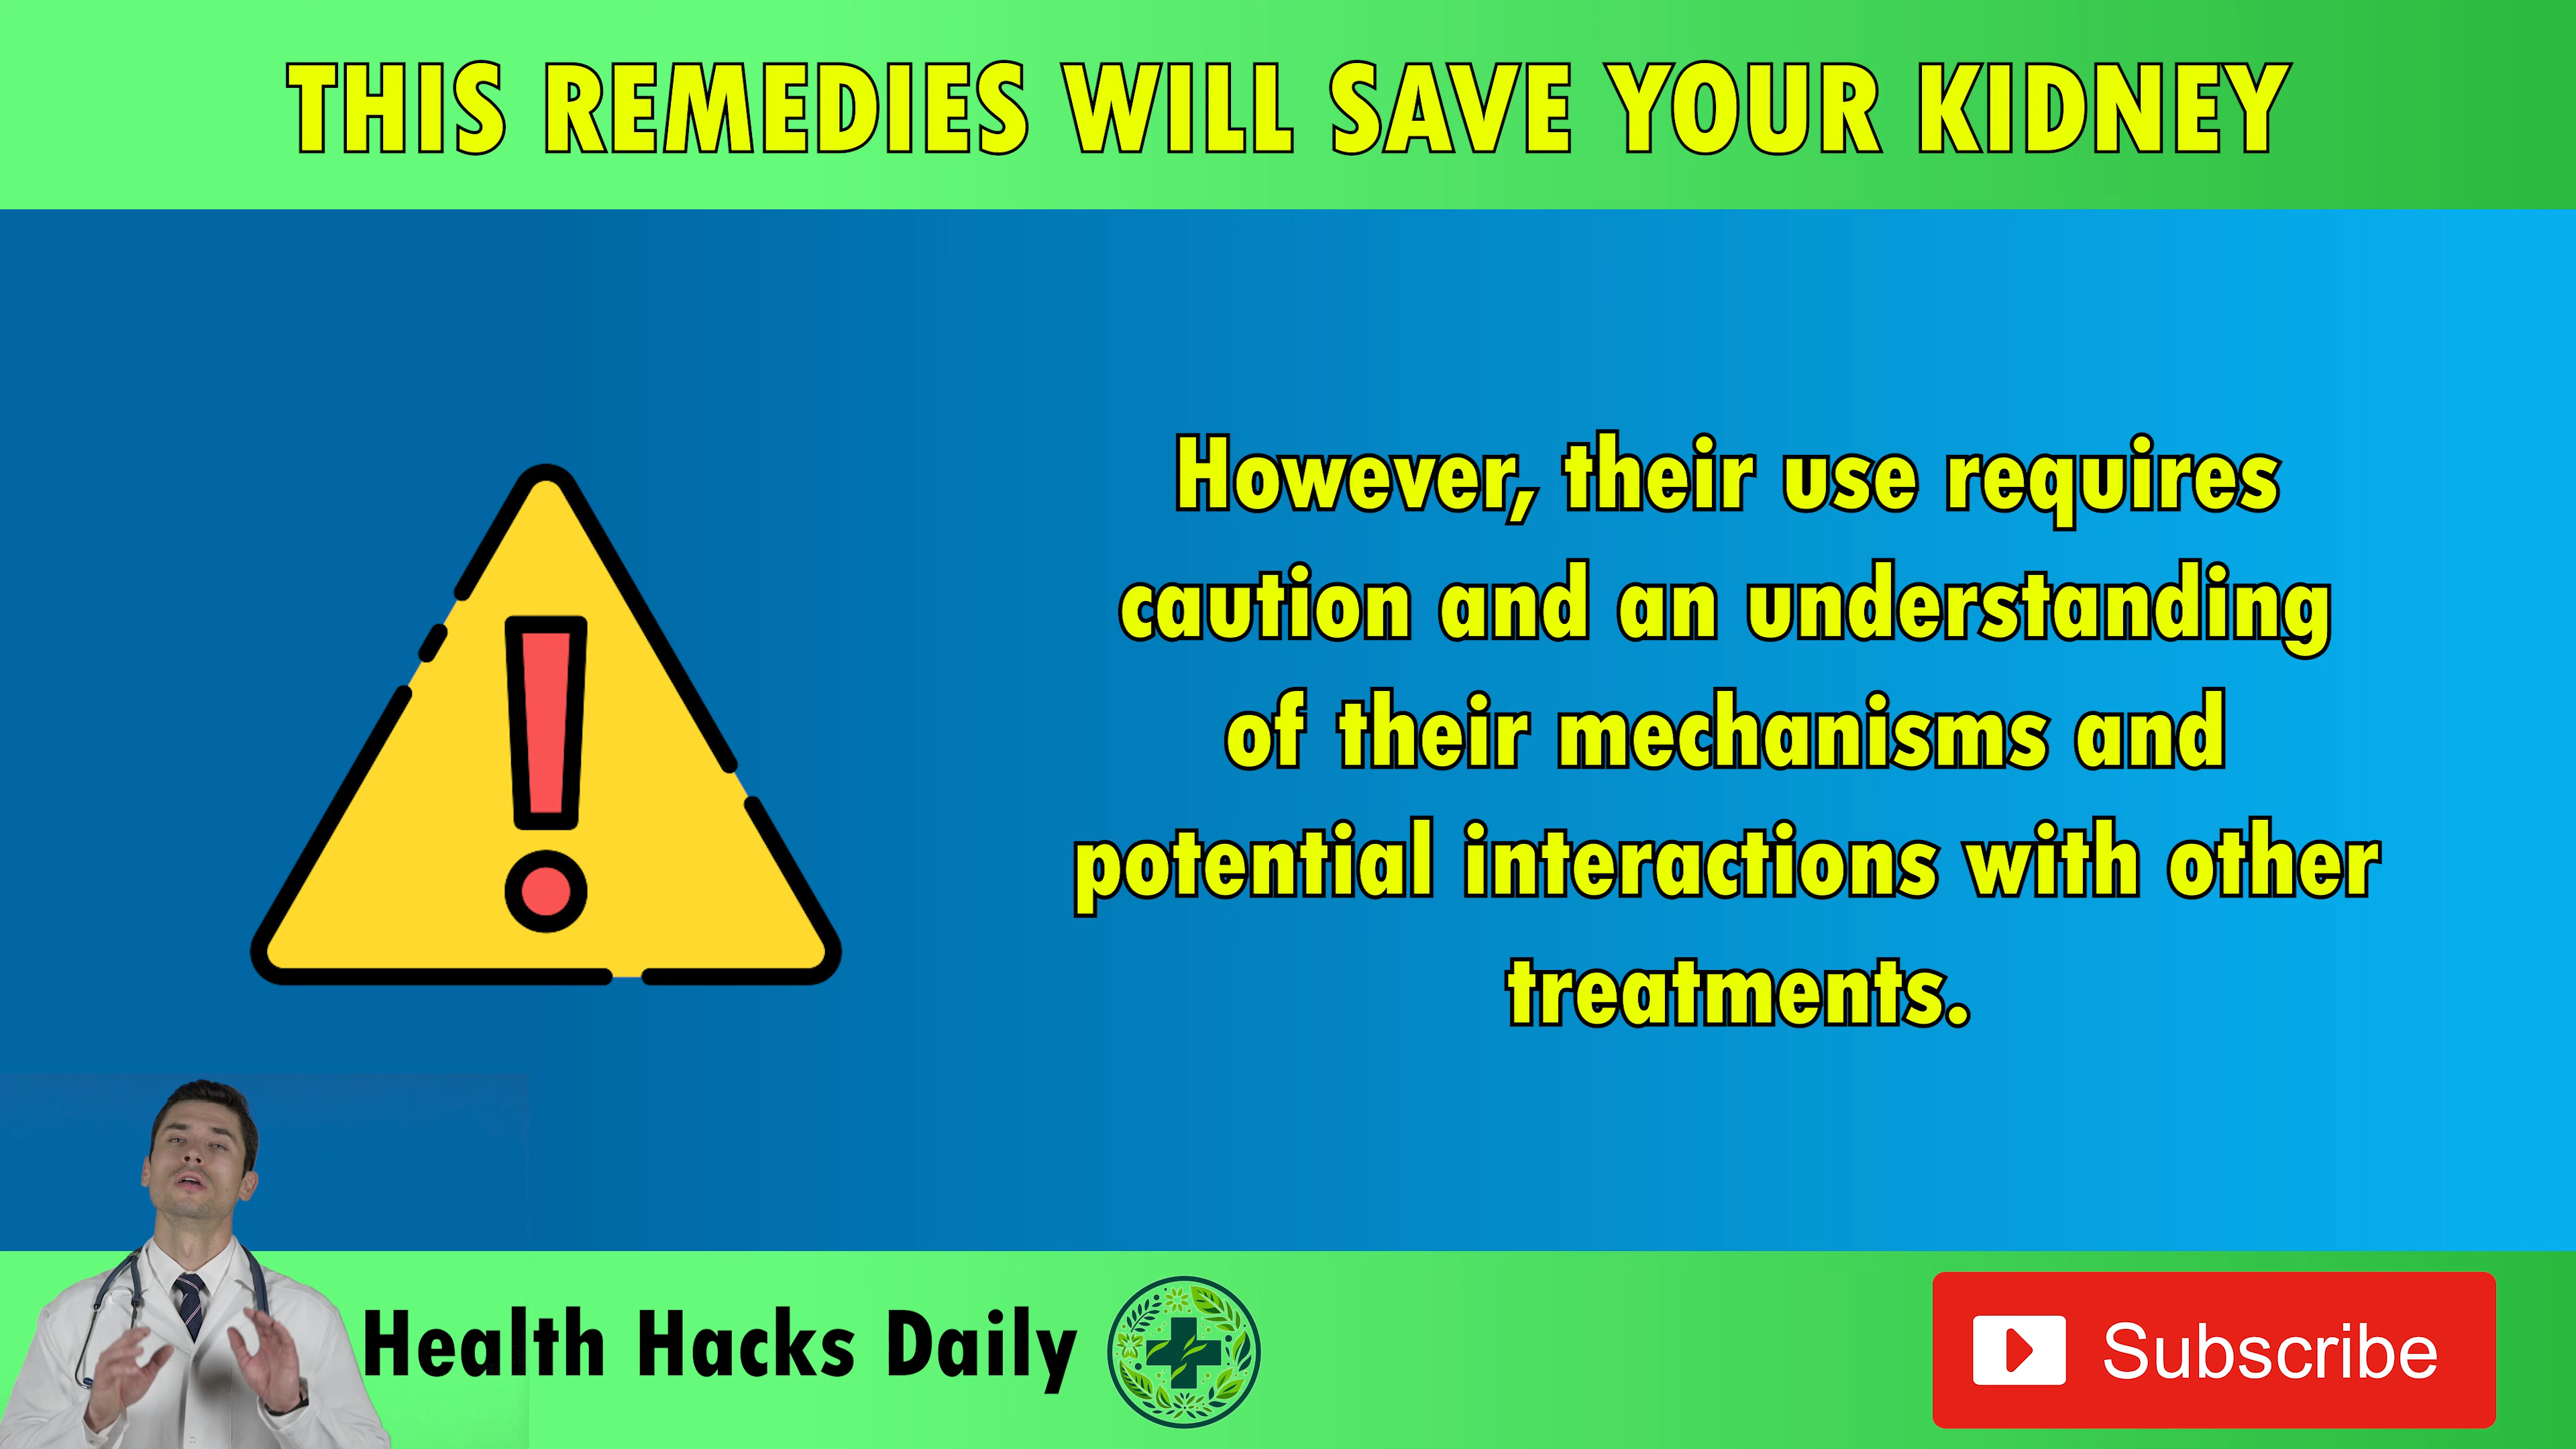 THIS REMEDIES WILL SAVE YOUR KIDNEY
However, their use requires
caution and an understanding
of their mechanisms and
potential interactions with other
treatments.
Health Hacks Daily
Subscribe